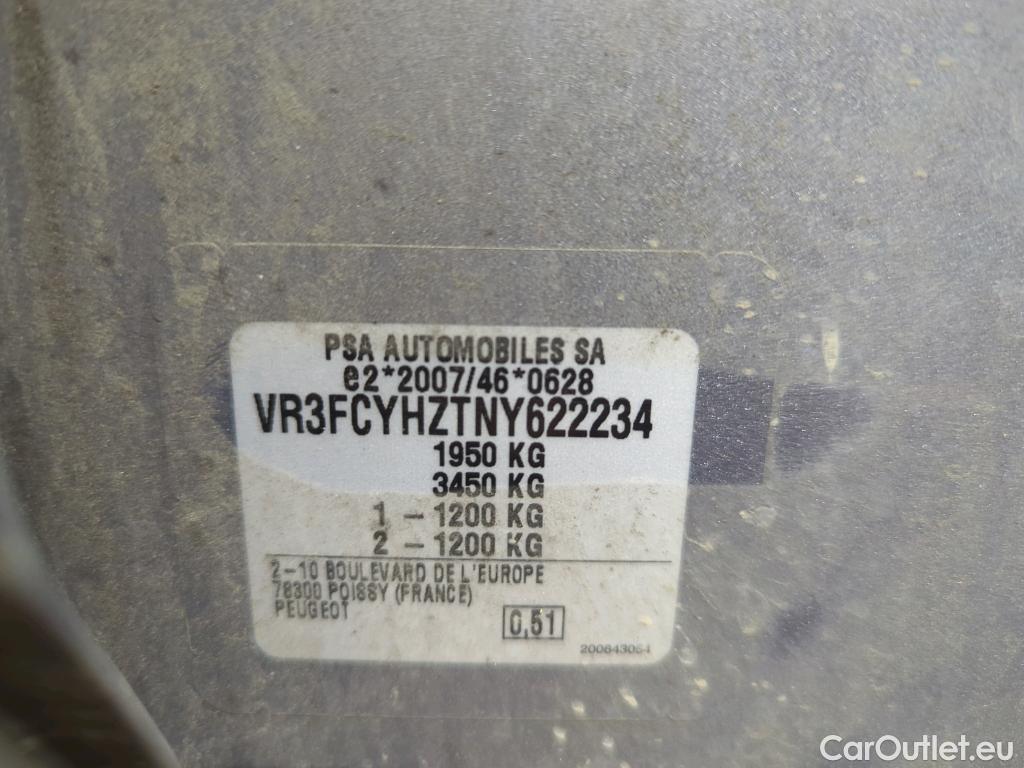 PSA AUTOMOBILES SA
e2*2007/46*0628
VR3FCYHZTNY622234
1950 KG
3450 KG
1 - 1200 KG
2 - 1200 KG
2-10 BOULEVARD DE L'EUROPE
78300 POISSY (FRANCE)
PEUGEOT
0,51
200643054
CarOutlet.eu